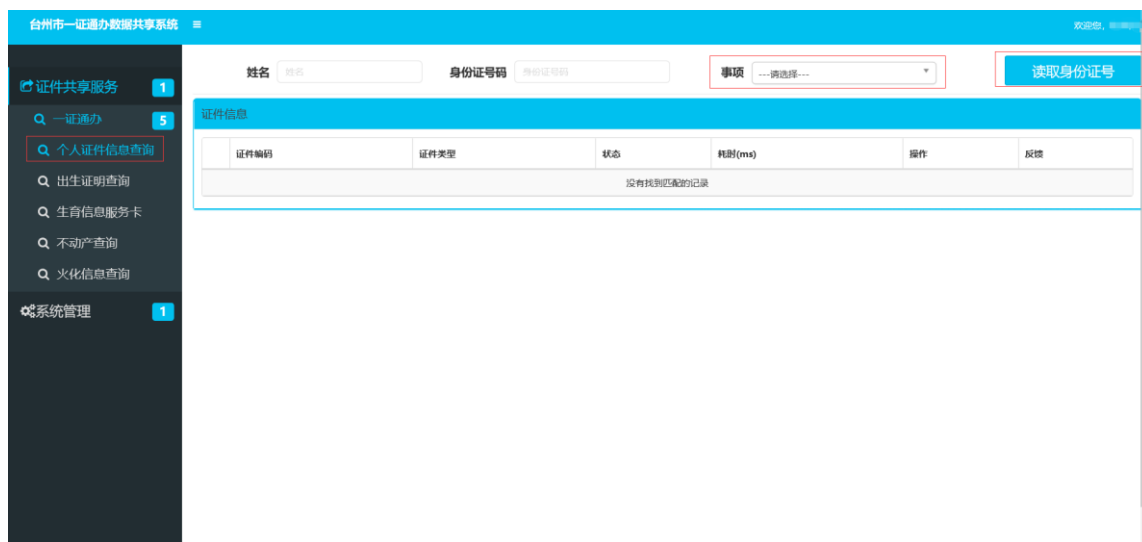 台州市一证通办数据共享系统
欢迎您,
证件共享服务 1
一证通办 5
个人证件信息查询
出生证明查询
生育信息服务卡
不动产查询
火化信息查询
系统管理 1
姓名 姓名 身份证号码 身份证号码 事项 ---请选择--- 读取身份证号
证件信息
证件编码 证件类型 状态 耗时(ms) 操作 反馈
没有找到匹配的记录